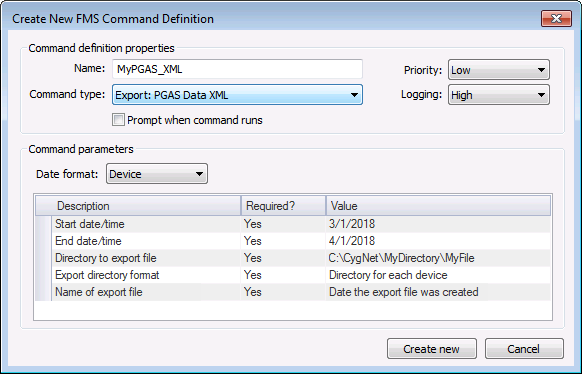 Create New FMS Command Definition
Command definition properties
Name: MyPGAS_XML Priority: Low
Command type: Export: PGAS Data XML Logging: High
Prompt when command runs
Command parameters
Date format: Device
Description Required? Value
Start date/time Yes 3/1/2018
End date/time Yes 4/1/2018
Directory to export file Yes C:\CygNet\MyDirectory\MyFile
Export directory format Yes Directory for each device
Name of export file Yes Date the export file was created
Create new Cancel